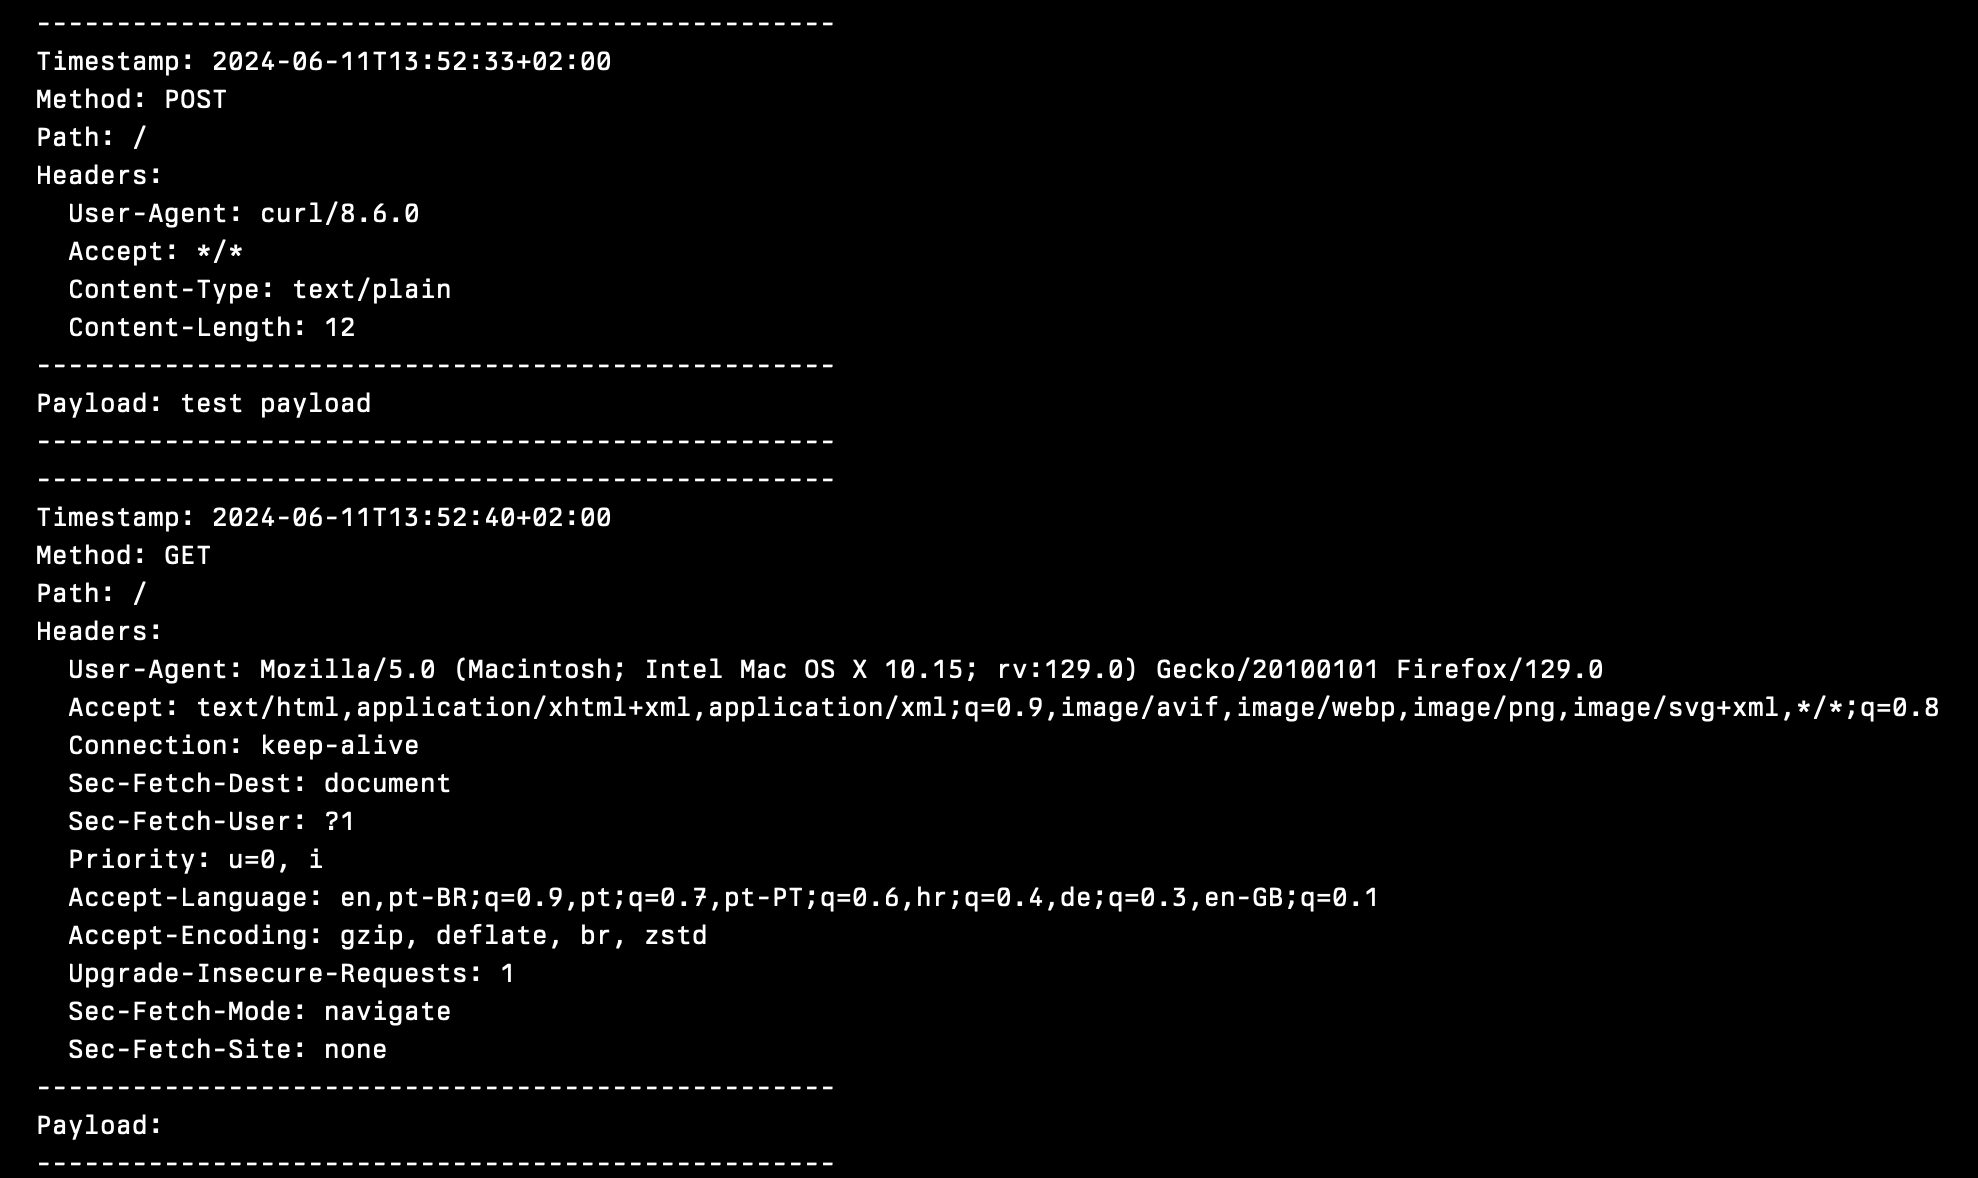 --------------------------------------------------
Timestamp: 2024-06-11T13:52:33+02:00
Method: POST
Path: /
Headers:
  User-Agent: curl/8.6.0
  Accept: */*
  Content-Type: text/plain
  Content-Length: 12
--------------------------------------------------
Payload: test payload
--------------------------------------------------
--------------------------------------------------
Timestamp: 2024-06-11T13:52:40+02:00
Method: GET
Path: /
Headers:
  User-Agent: Mozilla/5.0 (Macintosh; Intel Mac OS X 10.15; rv:129.0) Gecko/20100101 Firefox/129.0
  Accept: text/html,application/xhtml+xml,application/xml;q=0.9,image/avif,image/webp,image/png,image/svg+xml,*/*;q=0.8
  Connection: keep-alive
  Sec-Fetch-Dest: document
  Sec-Fetch-User: ?1
  Priority: u=0, i
  Accept-Language: en,pt-BR;q=0.9,pt;q=0.7,pt-PT;q=0.6,hr;q=0.4,de;q=0.3,en-GB;q=0.1
  Accept-Encoding: gzip, deflate, br, zstd
  Upgrade-Insecure-Requests: 1
  Sec-Fetch-Mode: navigate
  Sec-Fetch-Site: none
--------------------------------------------------
Payload:
--------------------------------------------------